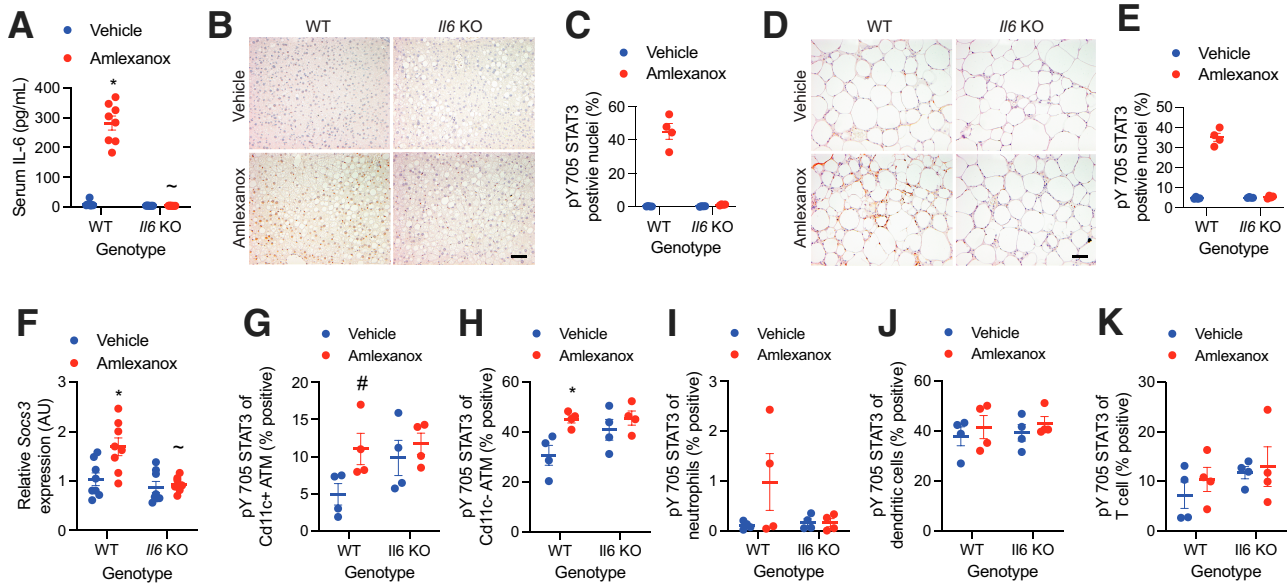 A
Vehicle
Amlexanox
Serum IL-6 (pg/mL)
400
300
200
100
0
*
~
WT
Il6 KO
Genotype
B
WT
Il6 KO
Vehicle
Amlexanox
C
Vehicle
Amlexanox
pY 705 STAT3
postivie nuclei (%)
60
40
20
0
WT
Il6 KO
Genotype
D
WT
Il6 KO
Vehicle
Amlexanox
E
Vehicle
Amlexanox
pY 705 STAT3
postivie nuclei (%)
50
40
30
20
10
0
WT
Il6 KO
Genotype
F
Vehicle
Amlexanox
Relative Socs3
expression (AU)
3
2
1
0
*
~
WT
Il6 KO
Genotype
G
Vehicle
Amlexanox
pY 705 STAT3 of
Cd11c+ ATM (% positive)
20
15
10
5
0
#
WT
Il6 KO
Genotype
H
Vehicle
Amlexanox
pY 705 STAT3 of
Cd11c- ATM (% positive)
60
40
20
0
*
WT
Il6 KO
Genotype
I
Vehicle
Amlexanox
pY 705 STAT3 of
neutrophils (% positive)
3
2
1
0
WT
Il6 KO
Genotype
J
Vehicle
Amlexanox
pY 705 STAT3 of
dendritic cells (% positive)
60
40
20
0
WT
Il6 KO
Genotype
K
Vehicle
Amlexanox
pY 705 STAT3 of
T cell (% positive)
30
20
10
0
WT
Il6 KO
Genotype